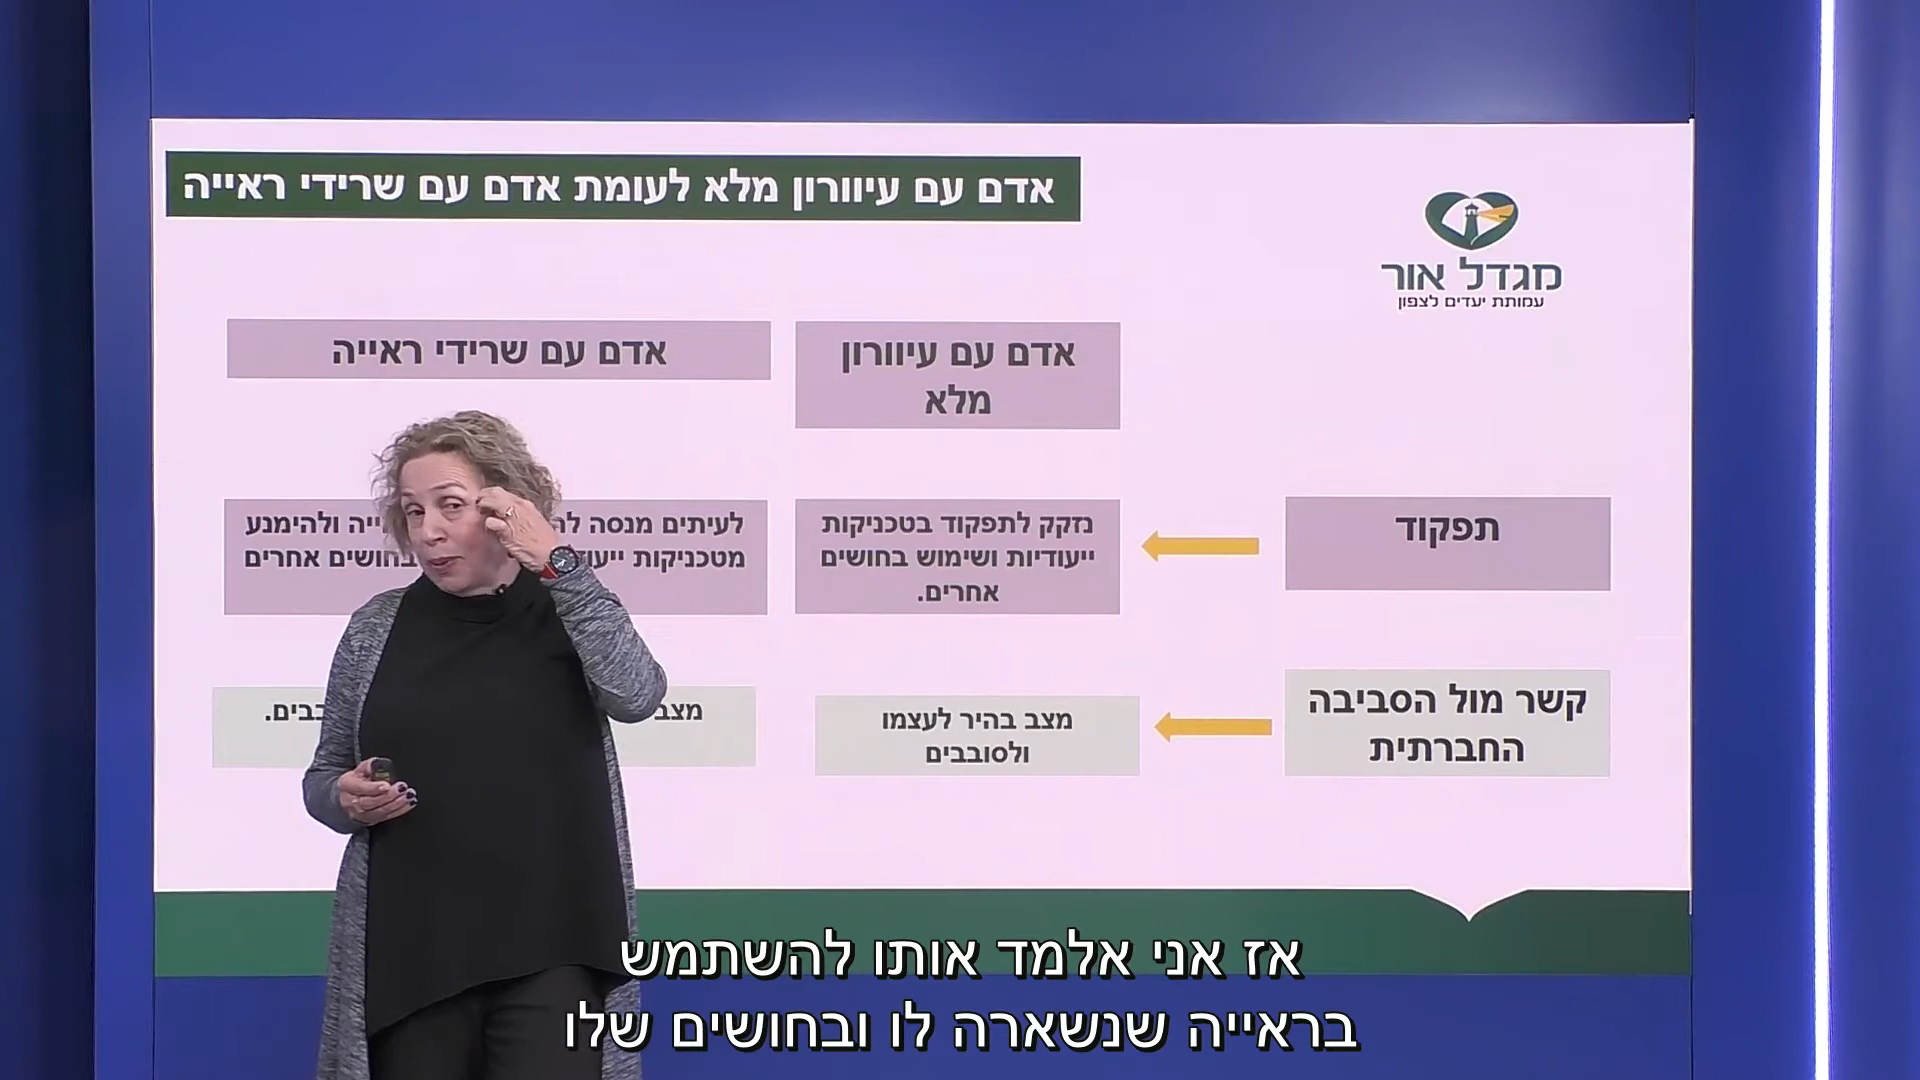 אדם עם עיוורון מלא לעומת אדם עם שרידי ראייה
מגדל אור
עמותת יעדים לצפון
אדם עם עיוורון
מלא
אדם עם שרידי ראייה
תפקוד
נזקק לתפקוד בטכניקות
ייעודיות ושימוש בחושים
אחרים.
לעיתים מנסה ולהימנע
מטכניקות בחושים אחרים
קשר מול הסביבה
החברתית
מצב בהיר לעצמו
ולסובבים
מצב
אז אני אלמד אותו להשתמש
בראייה שנשארה לו ובחושים שלו